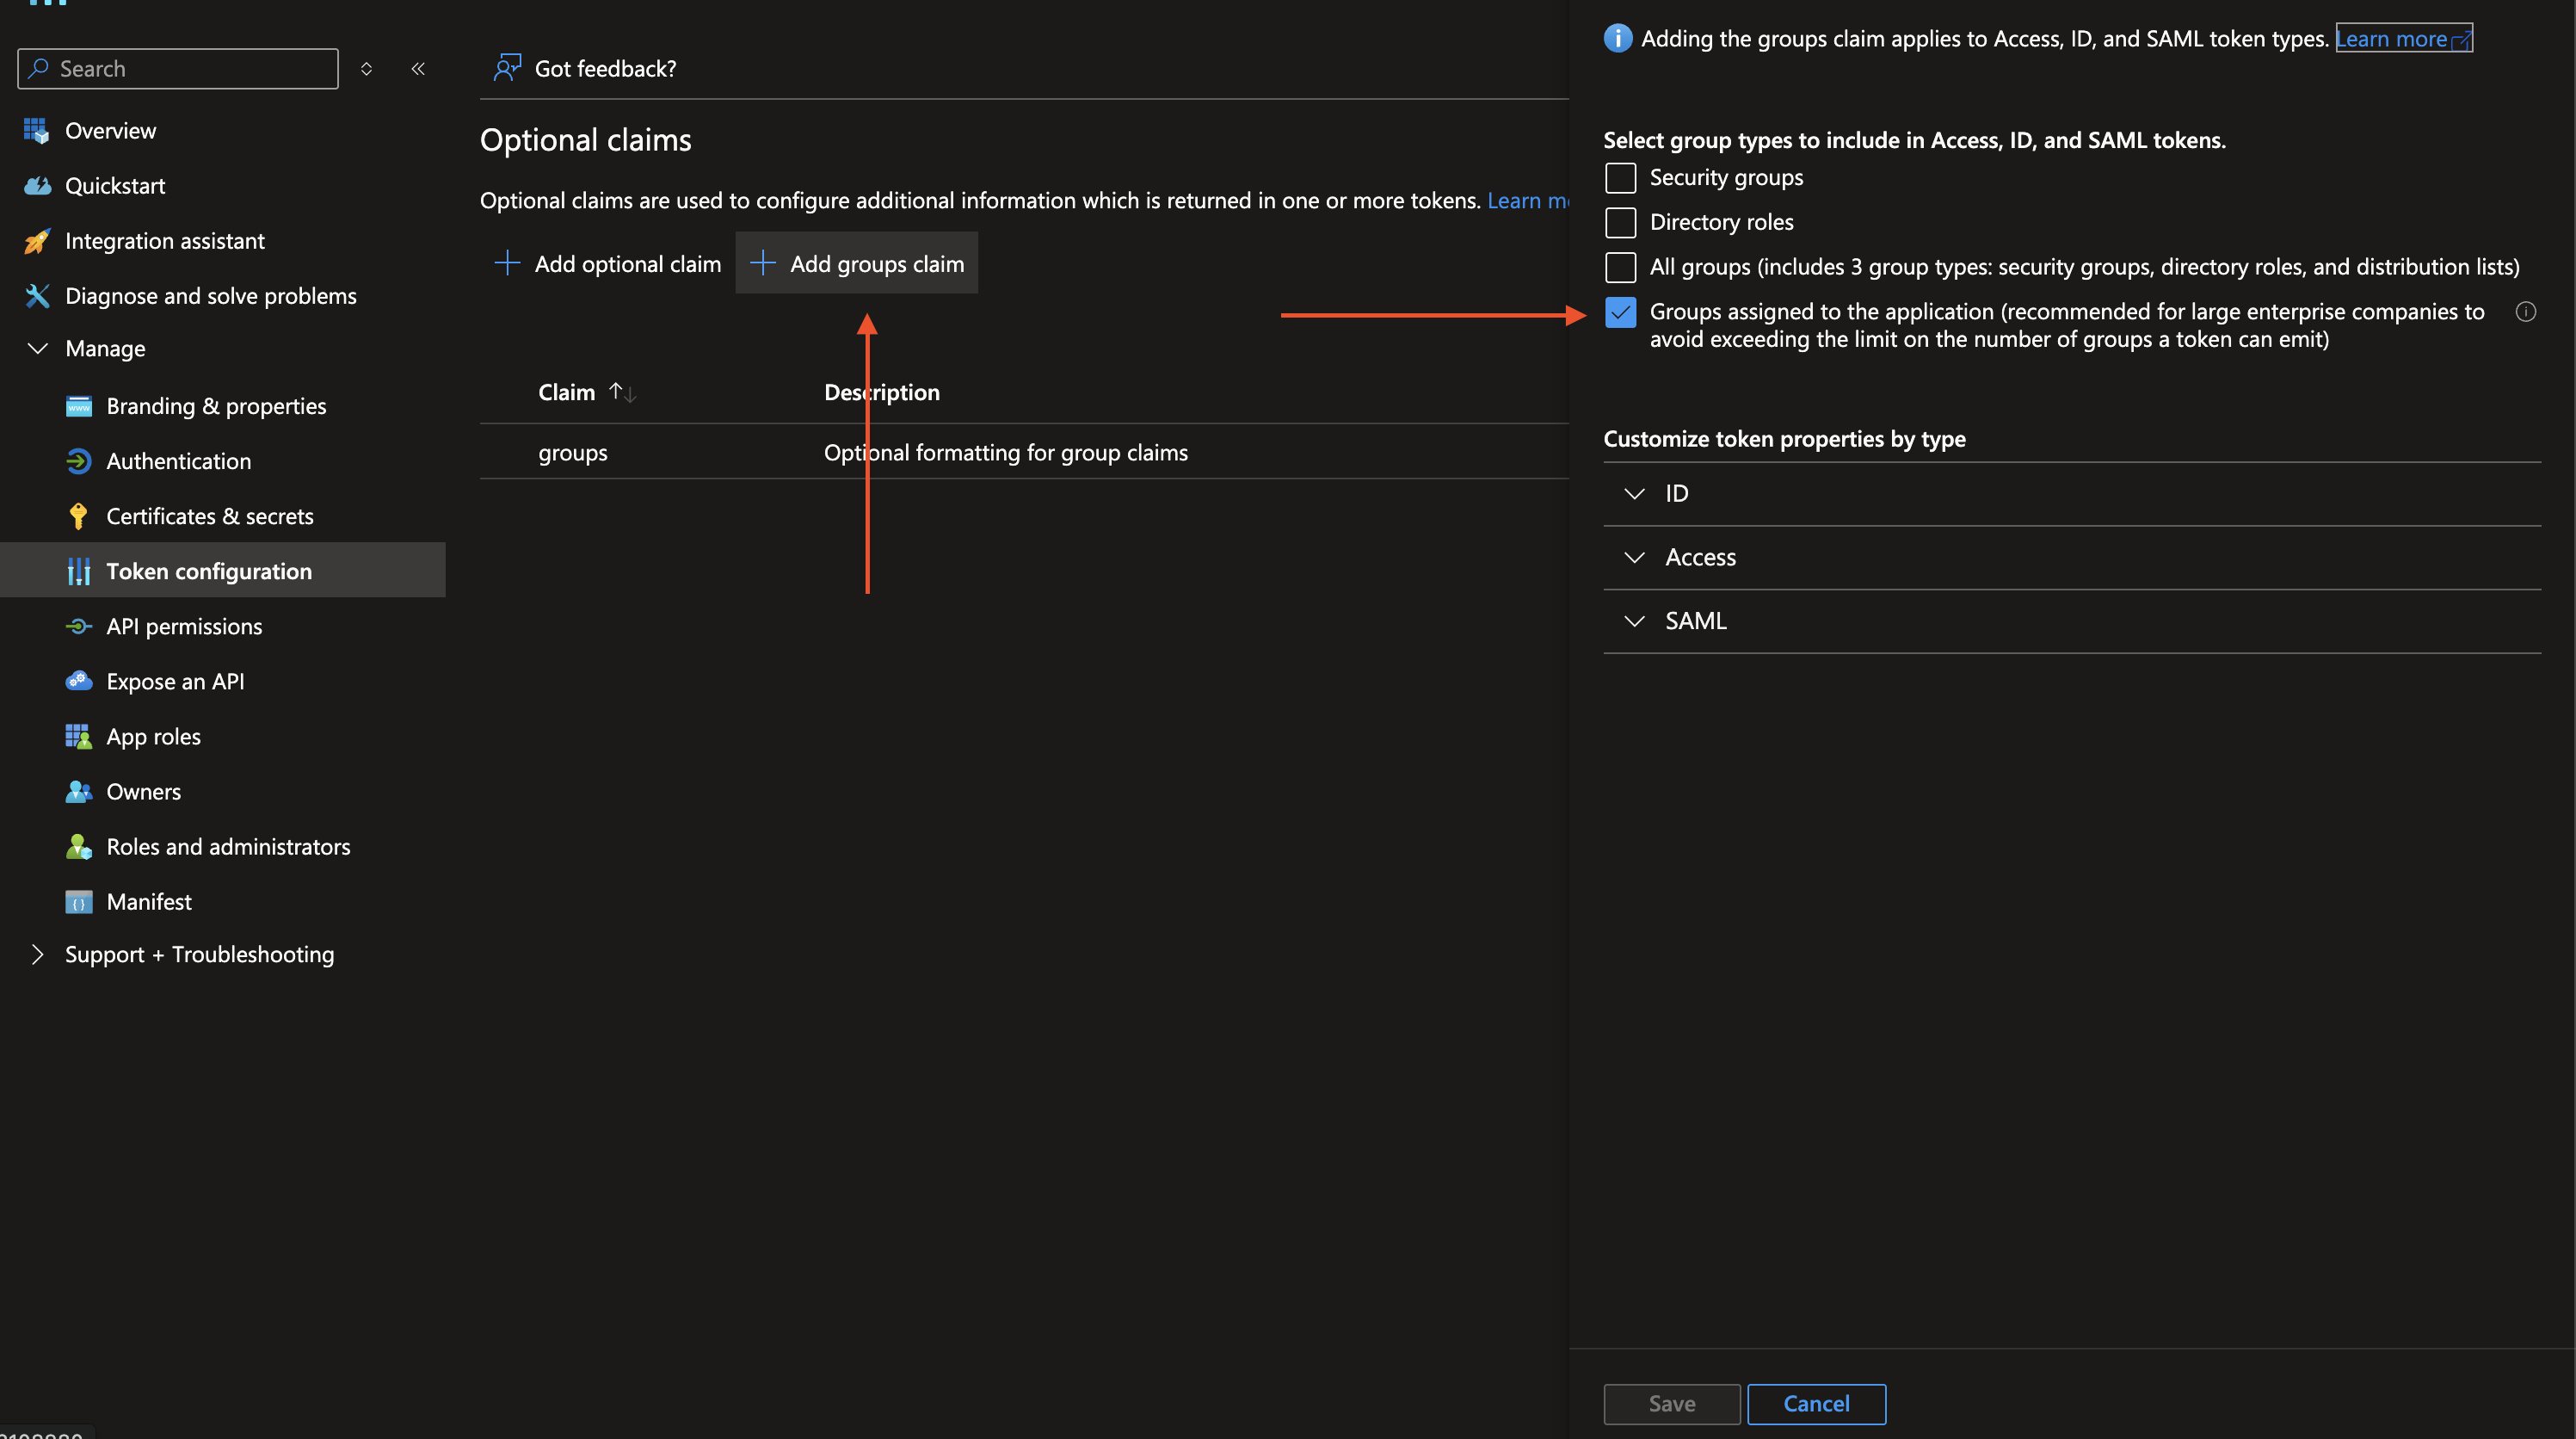 Search
Overview
Quickstart
Integration assistant
Diagnose and solve problems
Manage
Branding & properties
Authentication
Certificates & secrets
Token configuration
API permissions
Expose an API
App roles
Owners
Roles and administrators
Manifest
Support + Troubleshooting
Got feedback?
Optional claims
Optional claims are used to configure additional information which is returned in one or more tokens. Learn
Add optional claim
Add groups claim
Claim Description
groups Optional formatting for group claims
Adding the groups claim applies to Access, ID, and SAML token types. Learn more
Select group types to include in Access, ID, and SAML tokens.
Security groups
Directory roles
All groups (includes 3 group types: security groups, directory roles, and distribution lists)
Groups assigned to the application (recommended for large enterprise companies to
avoid exceeding the limit on the number of groups a token can emit)
Customize token properties by type
ID
Access
SAML
Save Cancel